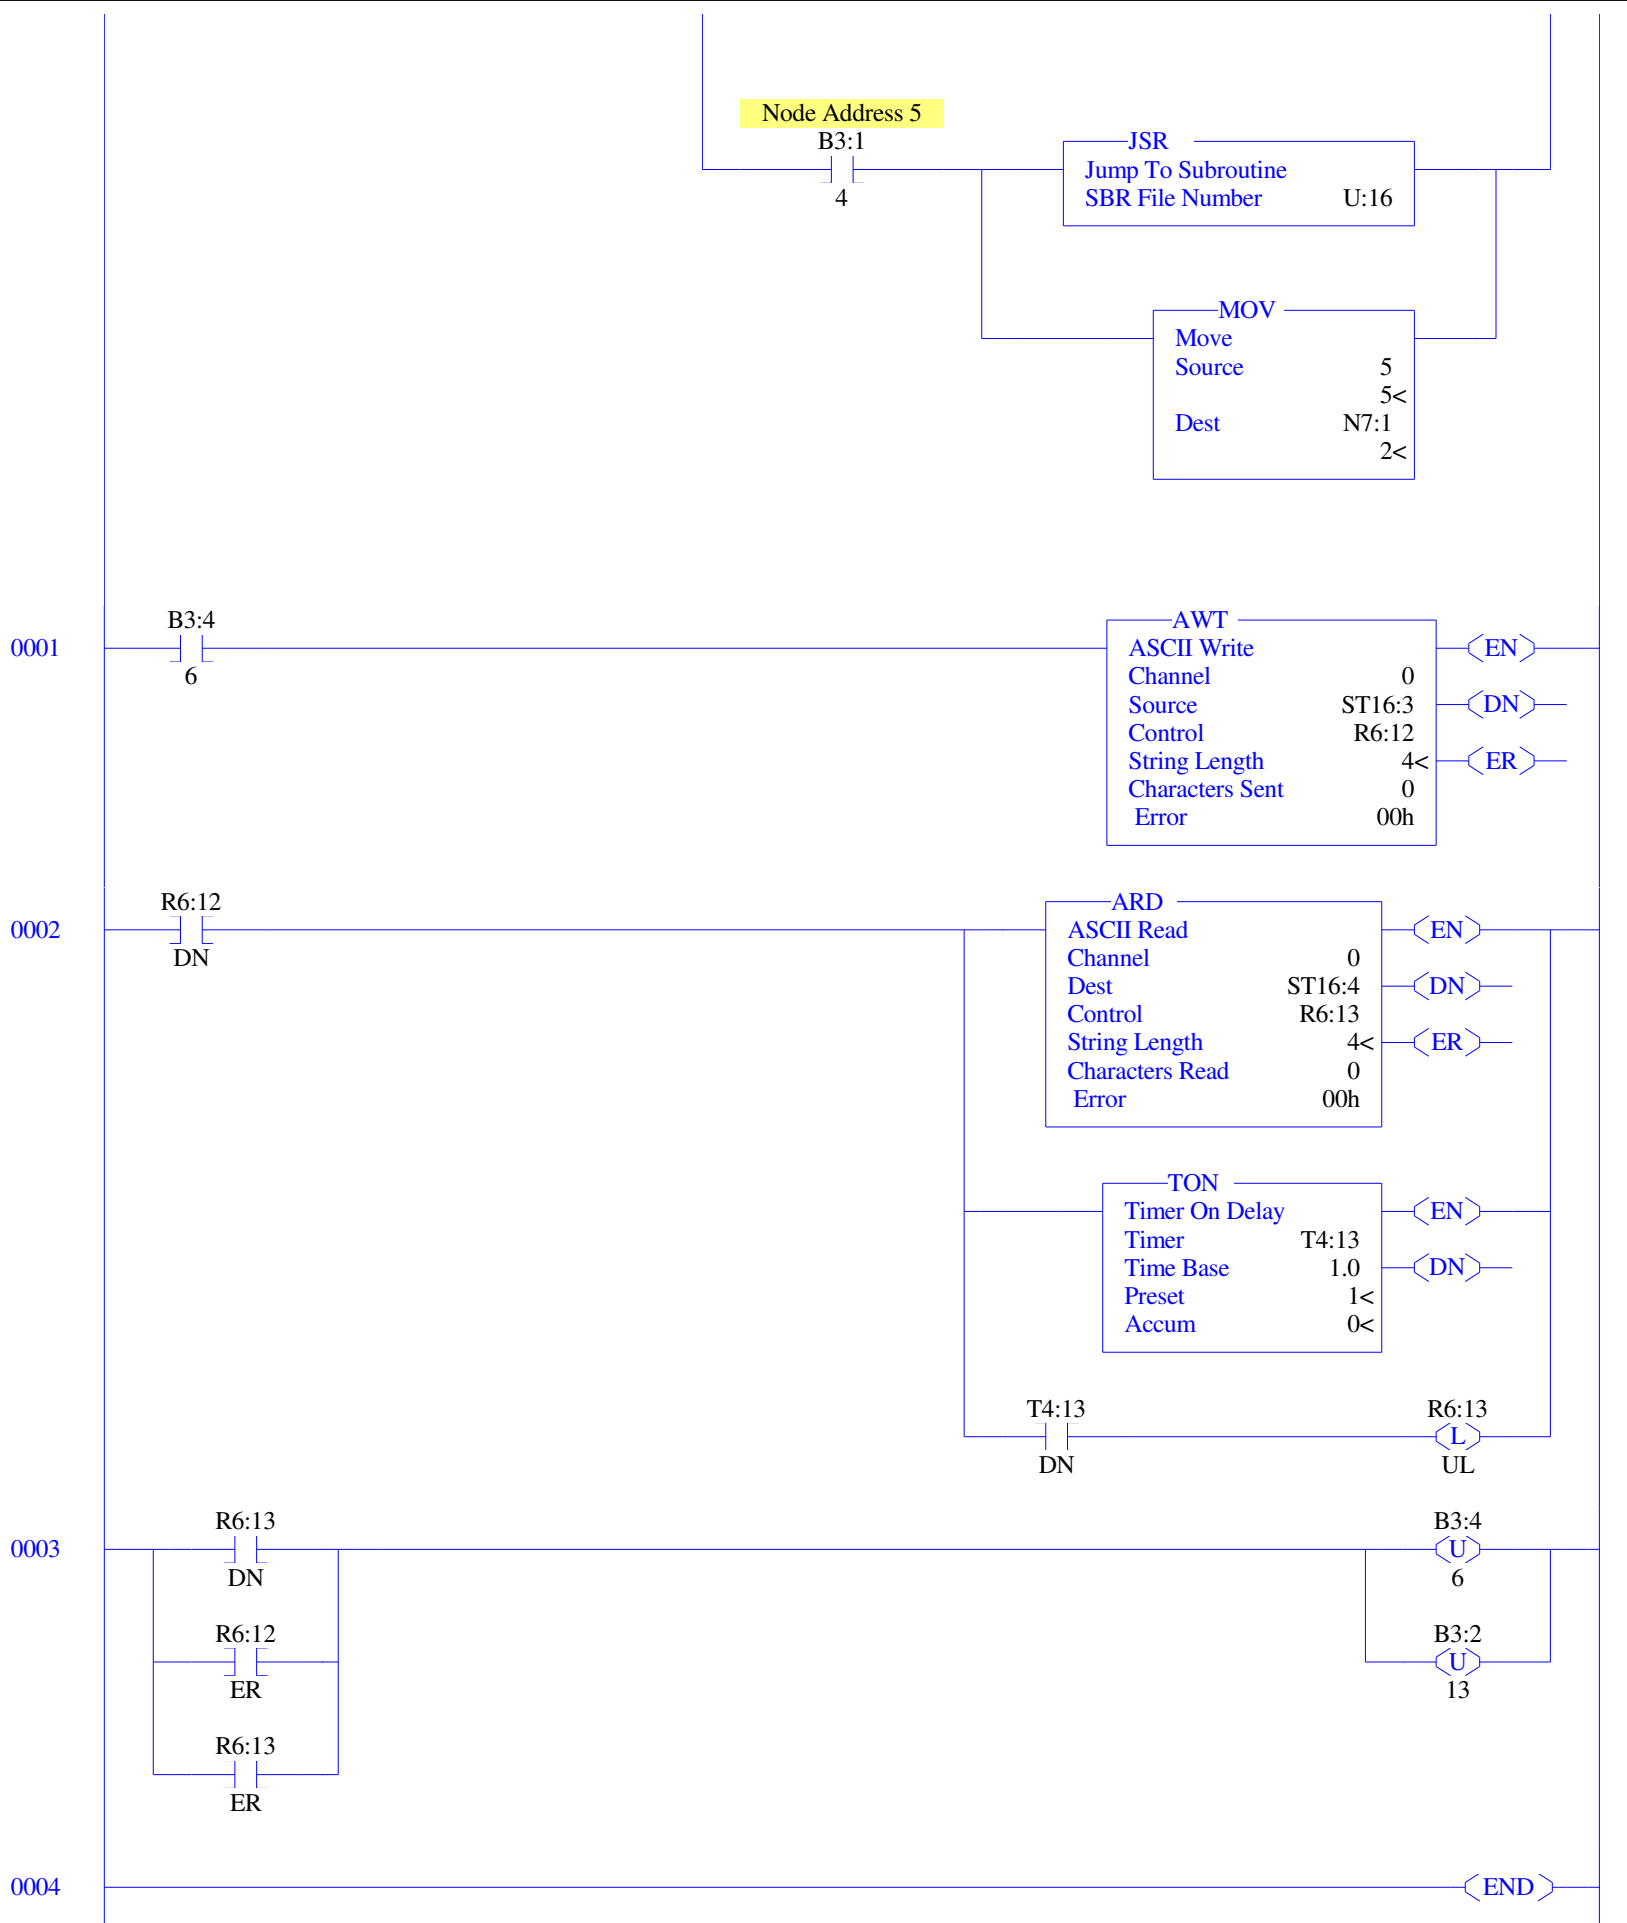 Node Address 5
B3:1
4
JSR
Jump To Subroutine
SBR File Number U:16
MOV
Move
Source 5
5<
Dest N7:1
2<
0001
B3:4
6
AWT
ASCII Write
Channel 0
Source ST16:3
Control R6:12
String Length 4<
Characters Sent 0
Error 00h
EN
DN
ER
0002
R6:12
DN
ARD
ASCII Read
Channel 0
Dest ST16:4
Control R6:13
String Length 4<
Characters Read 0
Error 00h
EN
DN
ER
TON
Timer On Delay
Timer T4:13
Time Base 1.0
Preset 1<
Accum 0<
EN
DN
T4:13
DN
R6:13
L
UL
0003
R6:13
DN
R6:12
ER
R6:13
ER
B3:4
U
6
B3:2
U
13
0004
END